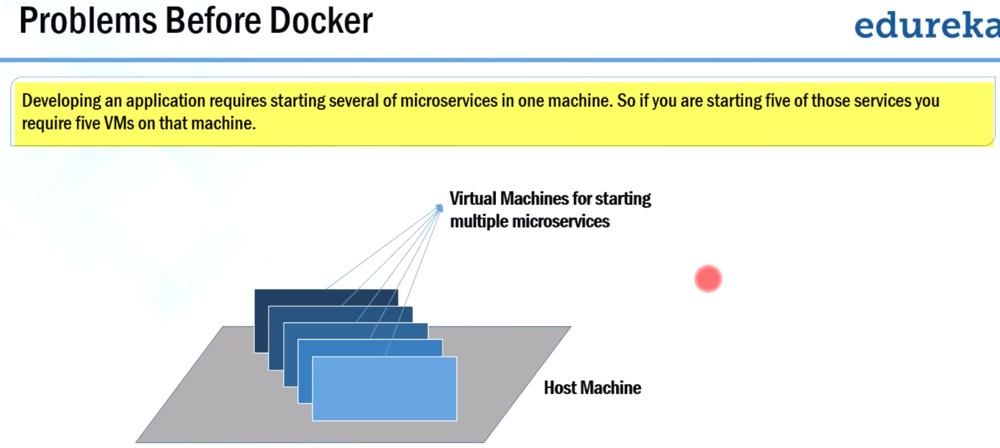 Problems Before Docker
edureka
Developing an application requires starting several of microservices in one machine. So if you are starting five of those services you
require five VMs on that machine.
Virtual Machines for starting
multiple microservices
Host Machine